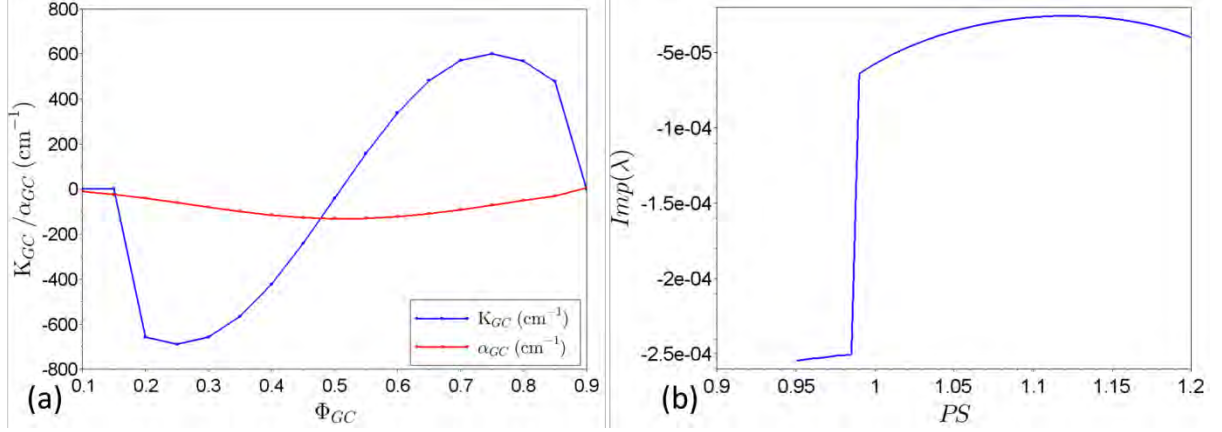 800
600
400
200
0
-200
-400
-600
-800
K_GC / α_GC (cm⁻¹)
K_GC (cm⁻¹)
α_GC (cm⁻¹)
0.1 0.2 0.3 0.4 0.5 0.6 0.7 0.8 0.9
(a)
Φ_GC
-5e-05
-1e-04
-1.5e-04
-2e-04
-2.5e-04
Imp(λ)
0.9 0.95 1 1.05 1.1 1.15 1.2
(b)
PS